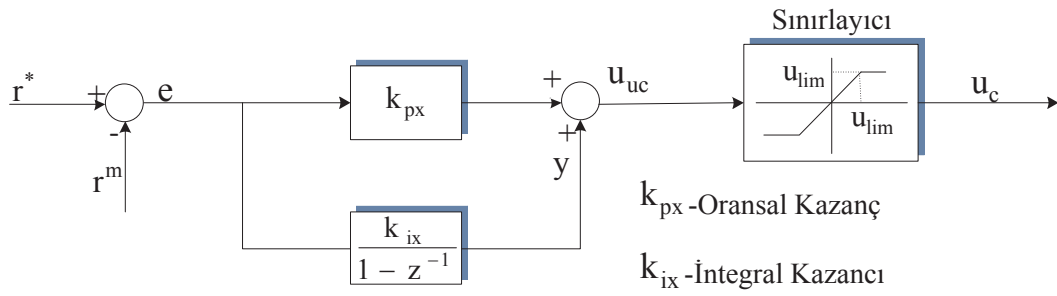 Sınırlayıcı
r* + e
-
r^m
k_px
+
+
y
u_uc
u_lim
u_lim
u_c
k_ix
1 − z^−1
k_px -Oransal Kazanç
k_ix -İntegral Kazancı